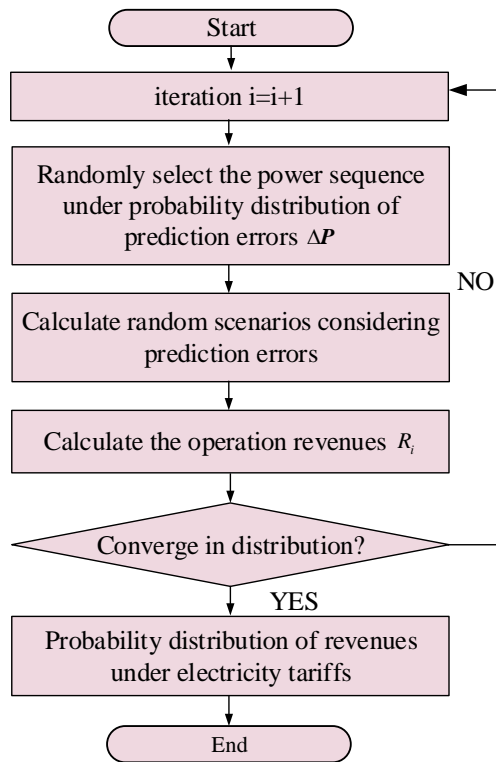 Start
iteration i=i+1
Randomly select the power sequence
under probability distribution of
prediction errors ΔP
NO
Calculate random scenarios considering
prediction errors
Calculate the operation revenues R_i
Converge in distribution?
YES
Probability distribution of revenues
under electricity tariffs
End